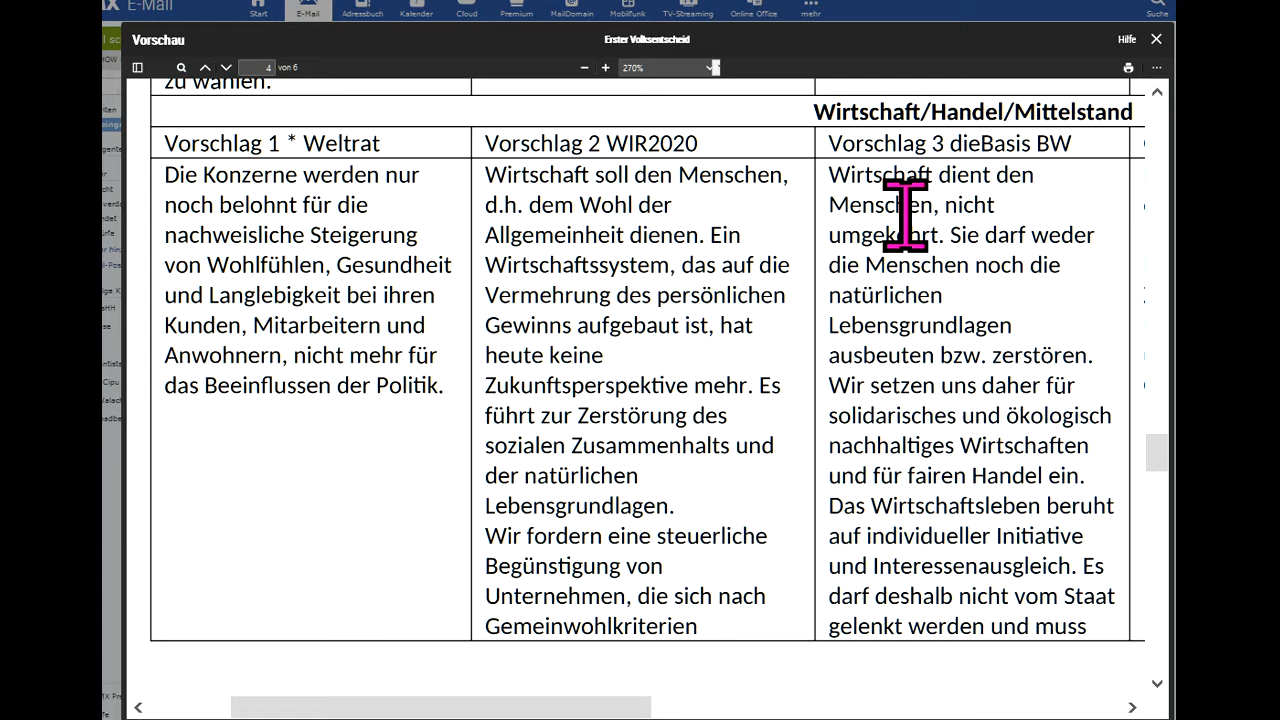 E-Mail
Start
E-Mail
Adressbuch
Kalender
Cloud
Premium
MailDomain
Mobilfunk
TV-Streaming
Online Office
mehr
Suche
Vorschau
Erster Volksentscheid
Hilfe
4 von 6
270%
zu wählen.
Wirtschaft/Handel/Mittelstand
Vorschlag 1 * Weltrat
Die Konzerne werden nur
noch belohnt für die
nachweisliche Steigerung
von Wohlfühlen, Gesundheit
und Langlebigkeit bei ihren
Kunden, Mitarbeitern und
Anwohnern, nicht mehr für
das Beeinflussen der Politik.
Vorschlag 2 WIR2020
Wirtschaft soll den Menschen,
d.h. dem Wohl der
Allgemeinheit dienen. Ein
Wirtschaftssystem, das auf die
Vermehrung des persönlichen
Gewinns aufgebaut ist, hat
heute keine
Zukunftsperspektive mehr. Es
führt zur Zerstörung des
sozialen Zusammenhalts und
der natürlichen
Lebensgrundlagen.
Wir fordern eine steuerliche
Begünstigung von
Unternehmen, die sich nach
Gemeinwohlkriterien
Vorschlag 3 dieBasis BW
Wirtschaft dient den
Menschen, nicht
umgekehrt. Sie darf weder
die Menschen noch die
natürlichen
Lebensgrundlagen
ausbeuten bzw. zerstören.
Wir setzen uns daher für
solidarisches und ökologisch
nachhaltiges Wirtschaften
und für fairen Handel ein.
Das Wirtschaftsleben beruht
auf individueller Initiative
und Interessenausgleich. Es
darf deshalb nicht vom Staat
gelenkt werden und muss